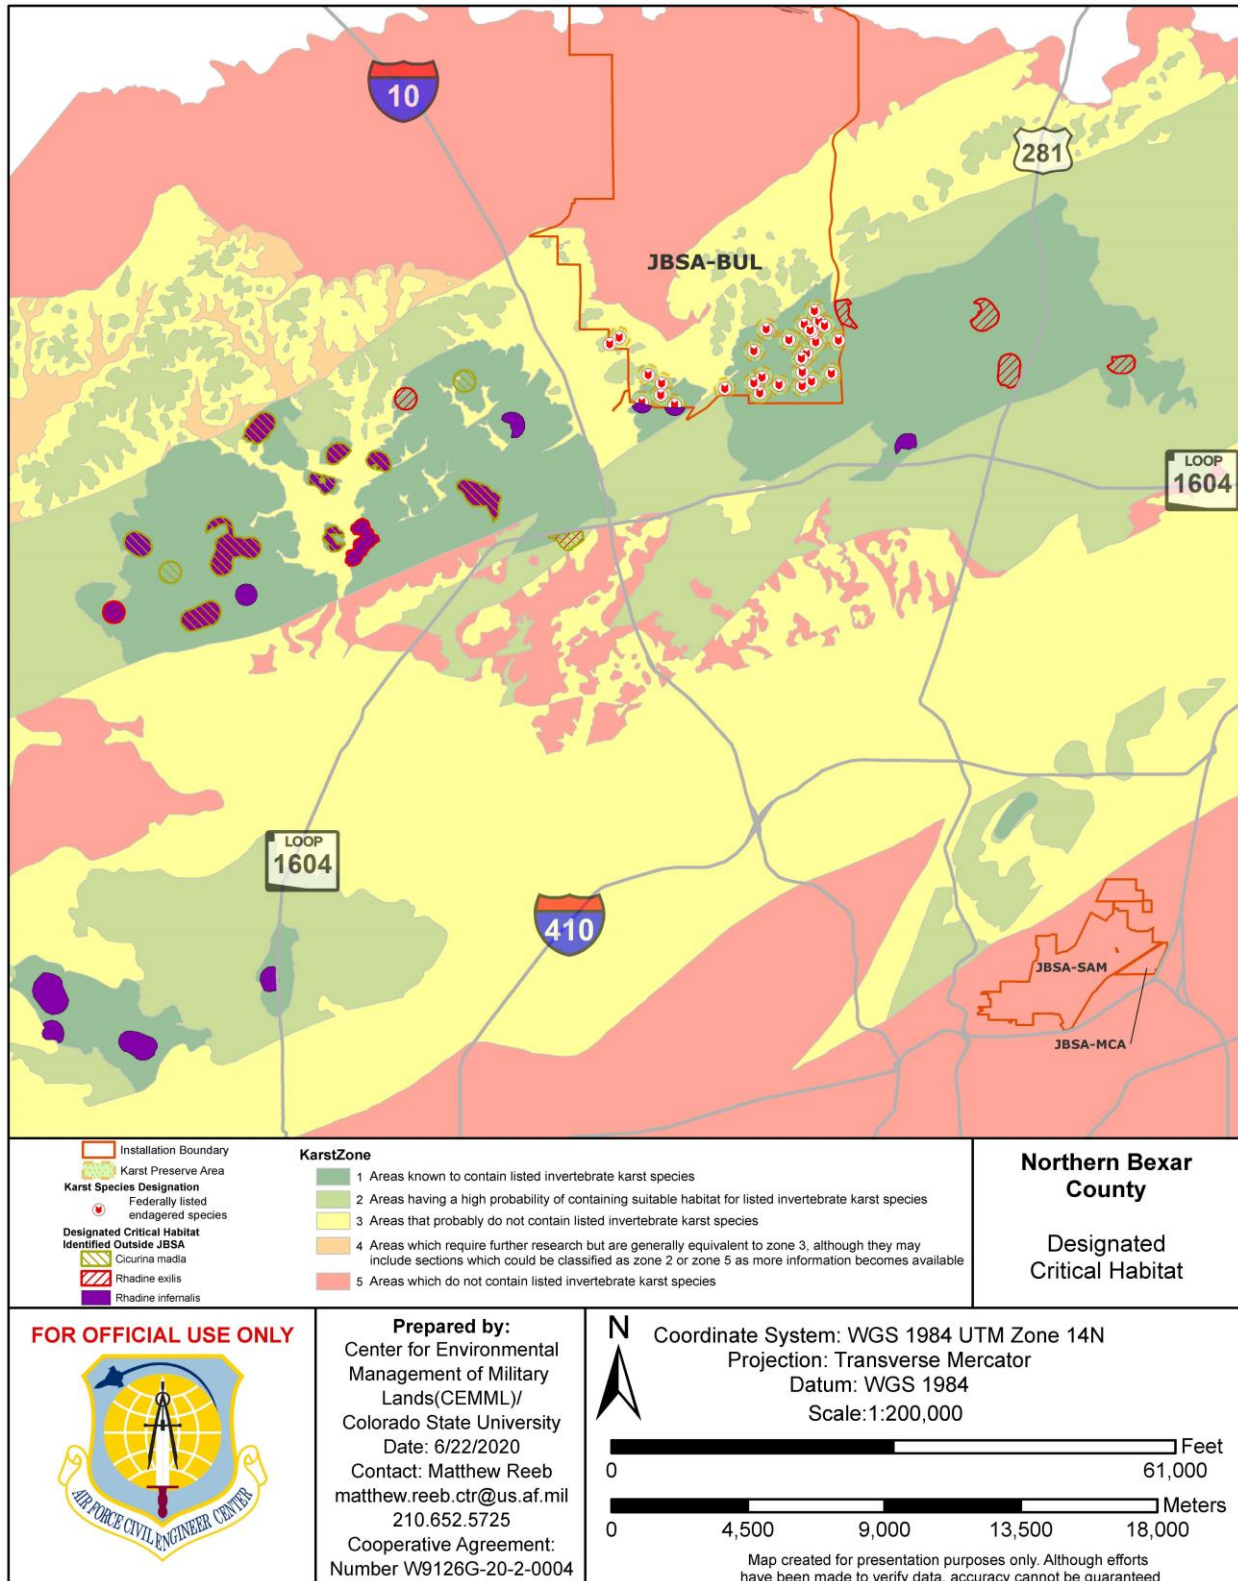 10
281
JBSA-BUL
LOOP
1604
LOOP
1604
410
JBSA-SAM
JBSA-MCA
Installation Boundary
Karst Preserve Area
Karst Species Designation
Federally listed
endagered species
Designated Critical Habitat
Identified Outside JBSA
Cicurina madla
Rhadine exilis
Rhadine infernalis
KarstZone
1 Areas known to contain listed invertebrate karst species
2 Areas having a high probability of containing suitable habitat for listed invertebrate karst species
3 Areas that probably do not contain listed invertebrate karst species
4 Areas which require further research but are generally equivalent to zone 3, although they may
include sections which could be classified as zone 2 or zone 5 as more information becomes available
5 Areas which do not contain listed invertebrate karst species
Northern Bexar
County
Designated
Critical Habitat
FOR OFFICIAL USE ONLY
AIR FORCE CIVIL ENGINEER CENTER
Prepared by:
Center for Environmental
Management of Military
Lands(CEMML)/
Colorado State University
Date: 6/22/2020
Contact: Matthew Reeb
matthew.reeb.ctr@us.af.mil
210.652.5725
Cooperative Agreement:
Number W9126G-20-2-0004
N
Coordinate System: WGS 1984 UTM Zone 14N
Projection: Transverse Mercator
Datum: WGS 1984
Scale:1:200,000
Feet
0 61,000
Meters
0 4,500 9,000 13,500 18,000
Map created for presentation purposes only. Although efforts
have been made to verify data, accuracy cannot be guaranteed